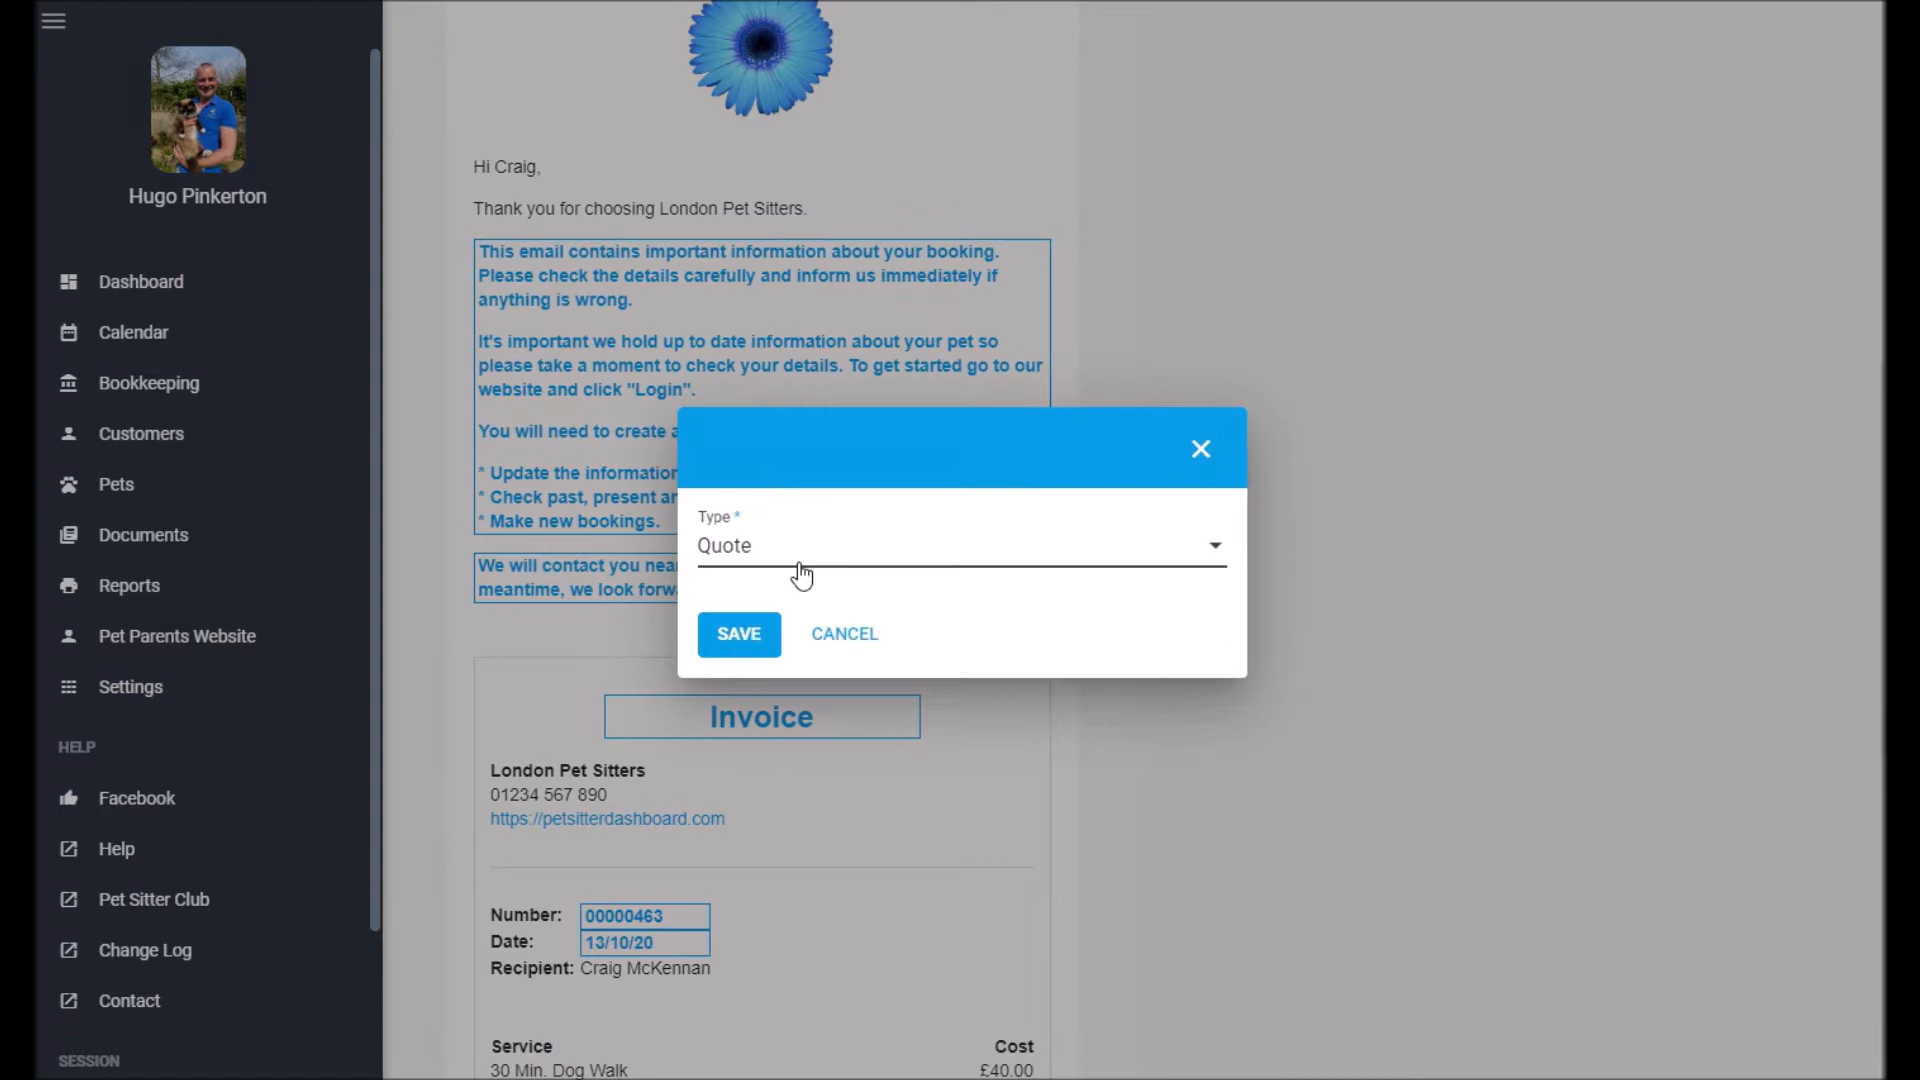 Hugo Pinkerton
Dashboard
Calendar
Bookkeeping
Customers
Pets
Documents
Reports
Pet Parents Website
Settings
HELP
Facebook
Help
Pet Sitter Club
Change Log
Contact
SESSION
Hi Craig,
Thank you for choosing London Pet Sitters.
This email contains important information about your booking.
Please check the details carefully and inform us immediately if
anything is wrong.
It's important we hold up to date information about your pet so
please take a moment to check your details. To get started go to our
website and click "Login".
You will need to create a
* Update the information
* Check past, present
* Make new bookings.
We will contact you
meantime, we look
Type *
Quote
SAVE CANCEL
Invoice
London Pet Sitters
01234 567 890
https://petsitterdashboard.com
Number: 00000463
Date: 13/10/20
Recipient: Craig McKennan
Service Cost
30 Min. Dog Walk £40.00